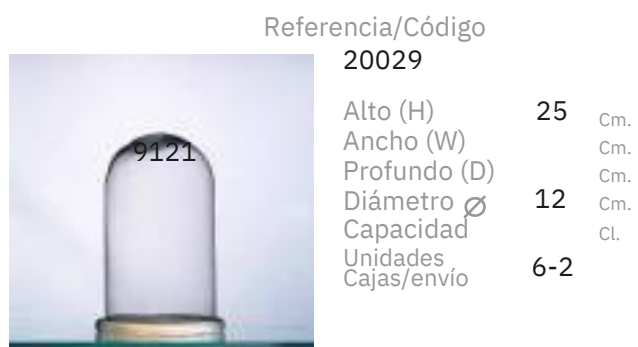 Referencia/Código
20029
9121
Alto (H) 25 Cm.
Ancho (W) Cm.
Profundo (D) Cm.
Diámetro ⌀ 12 Cm.
Capacidad Cl.
Unidades
Cajas/envío 6-2